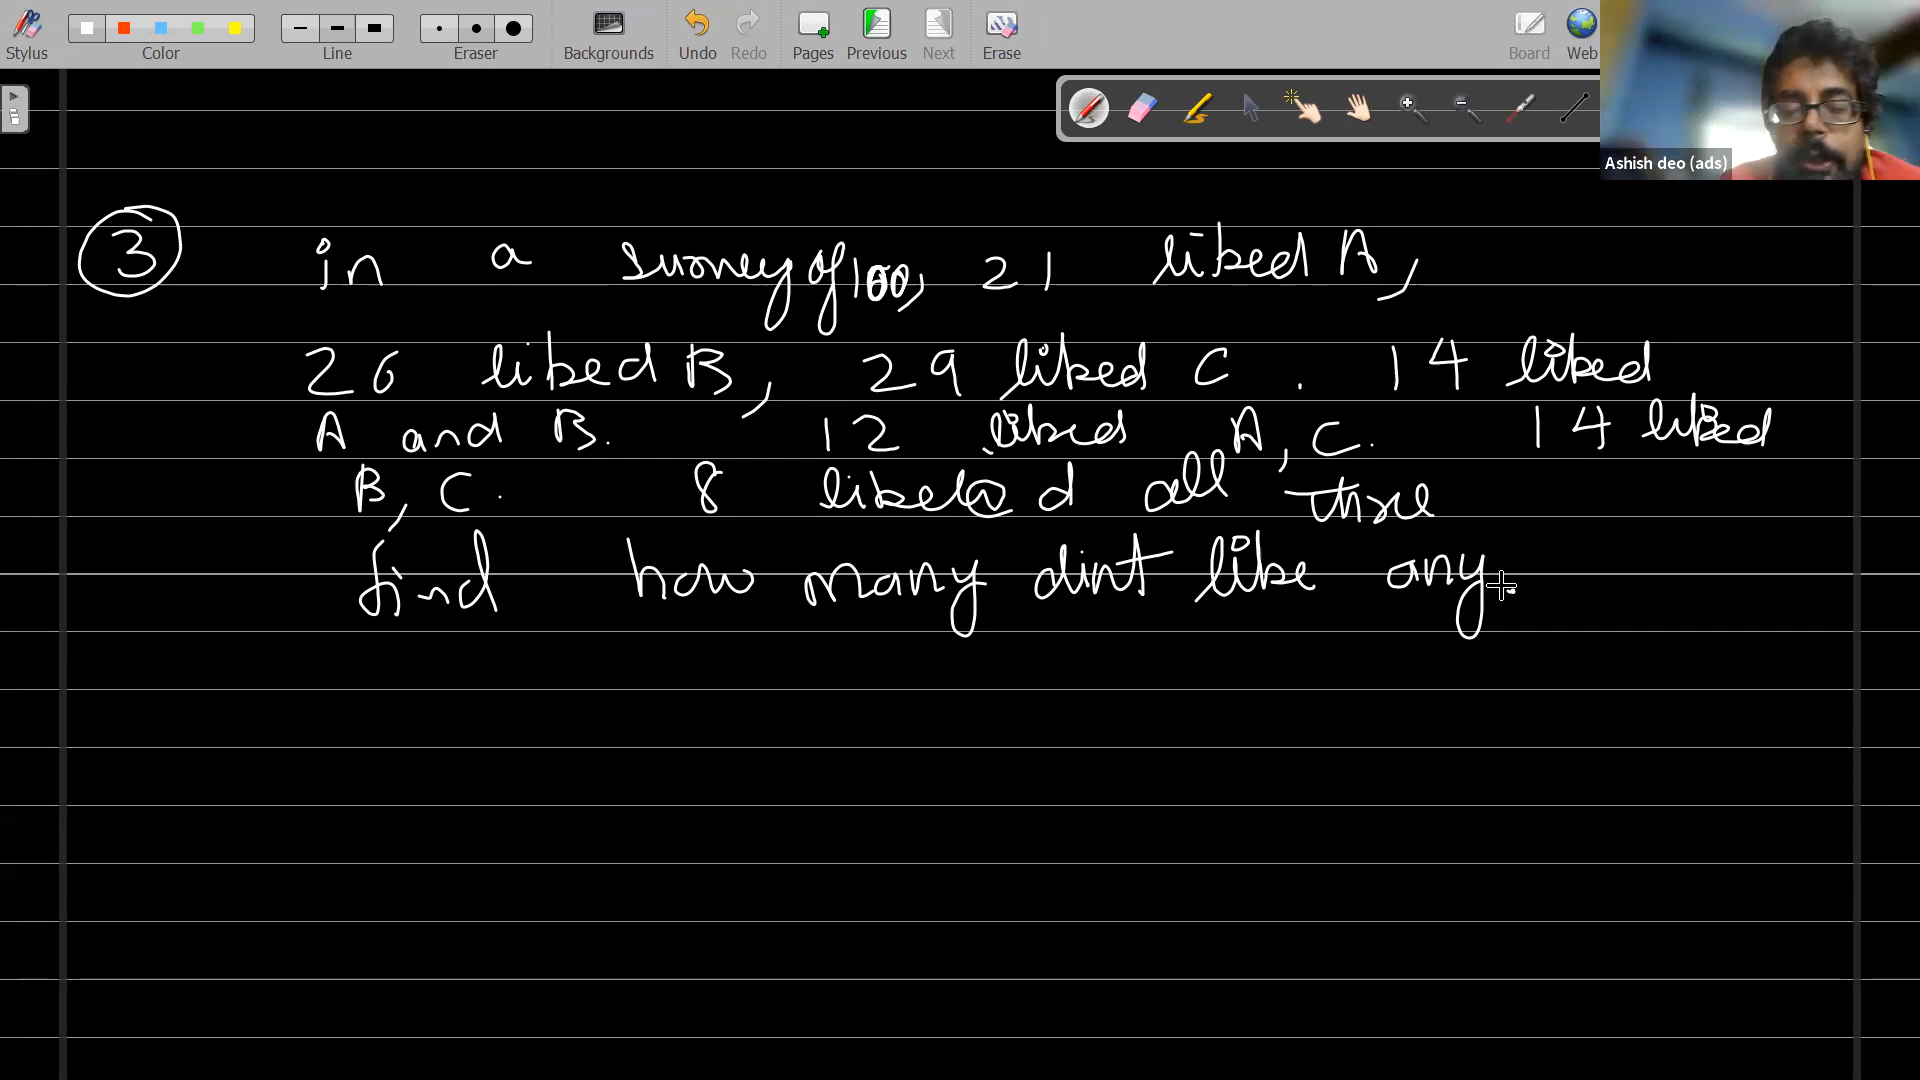 Stylus Color Line Eraser Backgrounds Undo Redo Pages Previous Next Erase Board Web
Ashish deo (ads)
3 in a survey of 100, 21 liked A,
26 liked B, 29 liked C. 14 liked
A and B. 12 liked A, C. 14 liked
B, C. 8 liked all three
find how many dint like any